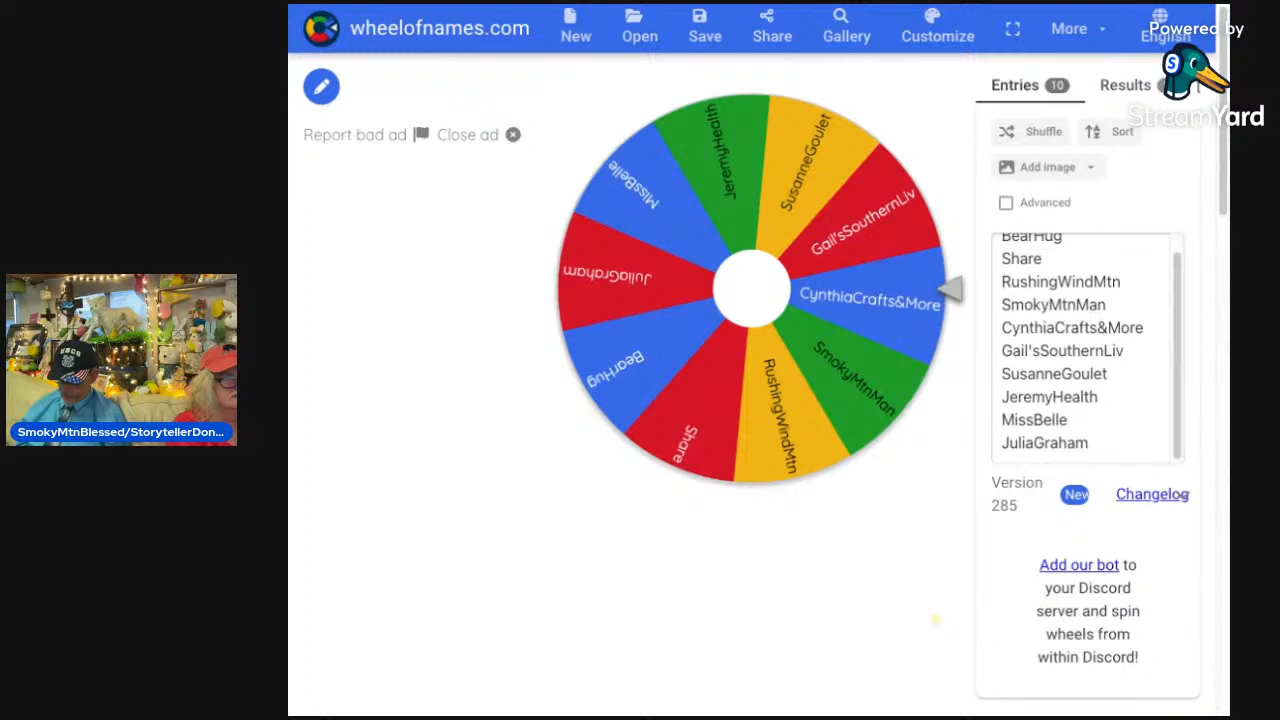 wheelofnames.com
New
Open
Save
Share
Gallery
Customize
More
English
Powered by
StreamYard
Report bad ad
Close ad
Entries 10
Results
Shuffle
Sort
Add image
Advanced
BearHug
Share
RushingWindMtn
SmokyMtnMan
CynthiaCrafts&More
Gail'sSouthernLiv
SusanneGoulet
JeremyHealth
MissBelle
JuliaGraham
Version
285
New
Changelog
Add our bot to
your Discord
server and spin
wheels from
within Discord!
JeremyHealth
SusanneGoulet
Gail'sSouthernLiv
CynthiaCrafts&More
SmokyMtnMan
RushingWindMtn
Share
BearHug
JuliaGraham
MissBelle
USCG
SmokyMtnBlessed/StorytellerDon...